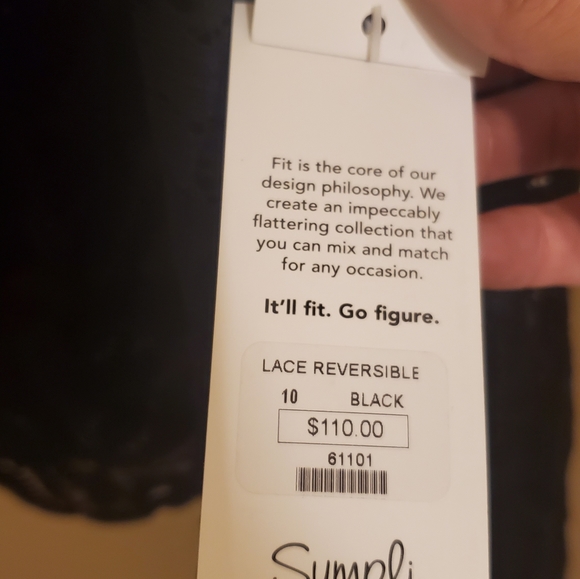 Fit is the core of our
design philosophy. We
create an impeccably
flattering collection that
you can mix and match
for any occasion.
It'll fit. Go figure.
LACE REVERSIBLE
10 BLACK
$110.00
61101
Sympli